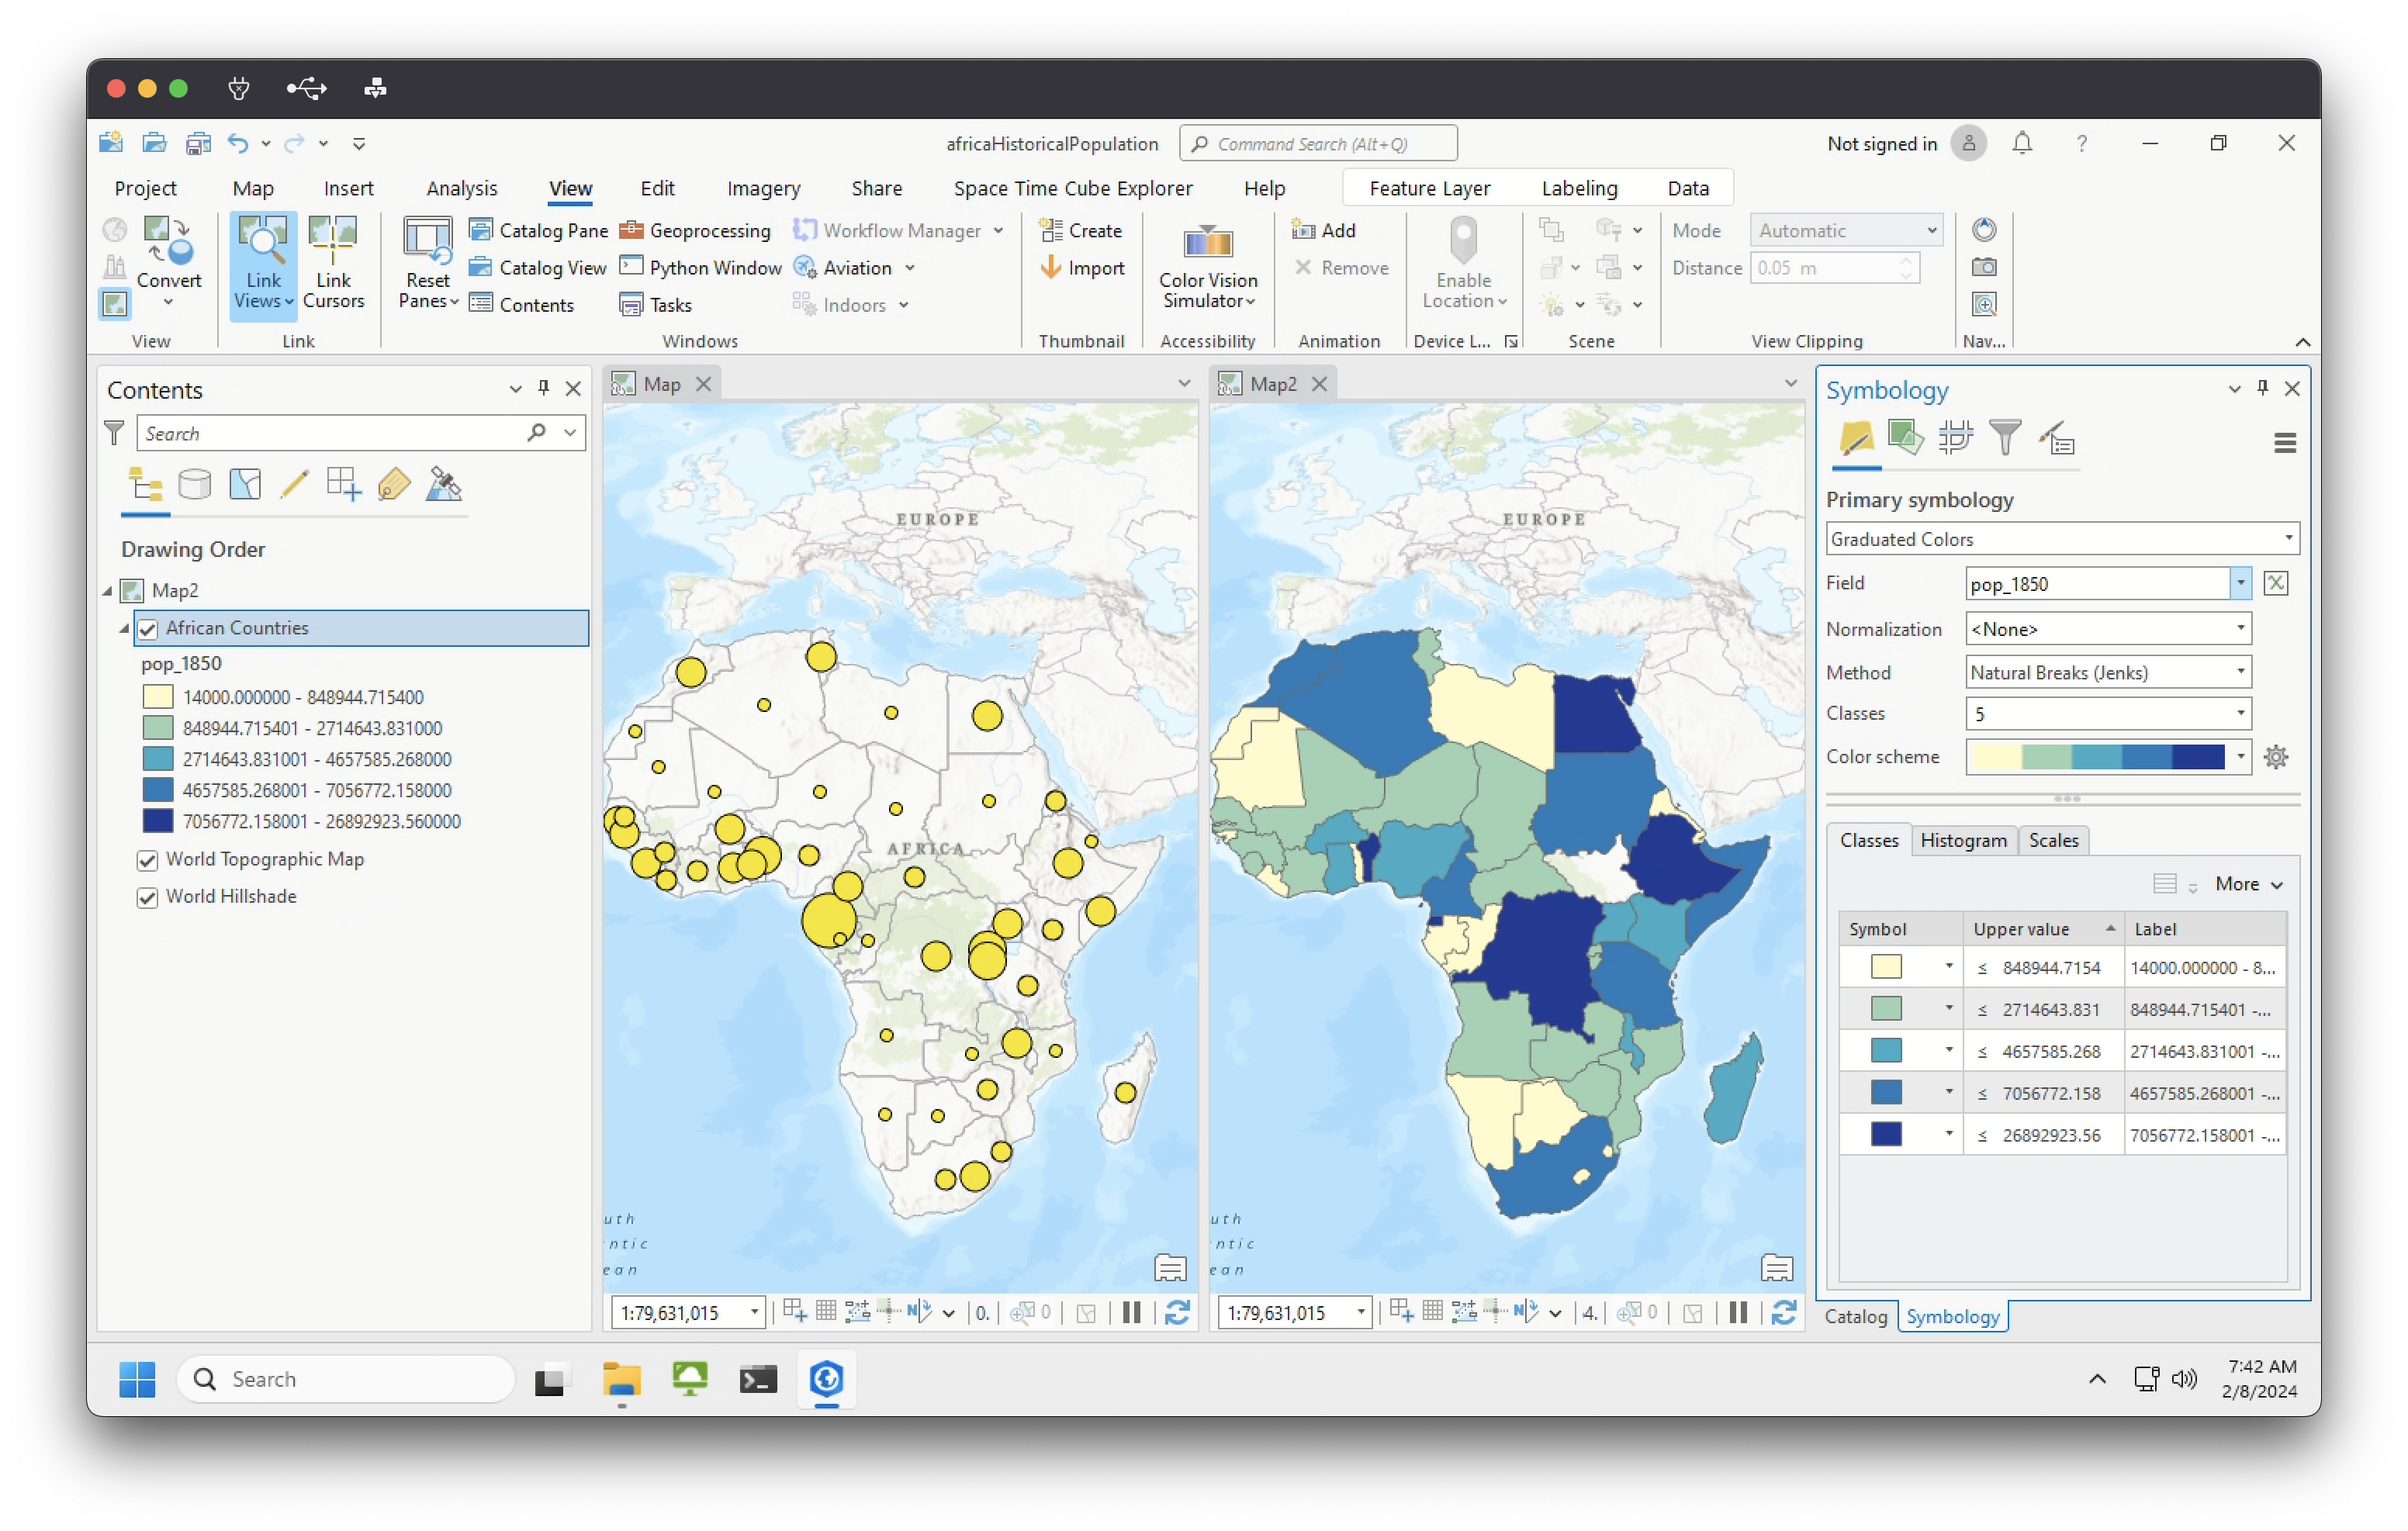 africaHistoricalPopulation
Command Search (Alt+Q)
Not signed in
Project Map Insert Analysis View Edit Imagery Share Space Time Cube Explorer Help Feature Layer Labeling Data
Convert
View
Link Views
Link Cursors
Link
Reset Panes
Catalog Pane
Catalog View
Contents
Geoprocessing
Python Window
Tasks
Workflow Manager
Aviation
Indoors
Windows
Create
Import
Thumbnail
Color Vision Simulator
Accessibility
Add
Remove
Animation
Enable Location
Device L...
Scene
Mode Automatic
Distance 0.05 m
View Clipping
Nav...
Contents
Search
Drawing Order
Map2
African Countries
pop_1850
14000.000000 - 848944.715400
848944.715401 - 2714643.831000
2714643.831001 - 4657585.268000
4657585.268001 - 7056772.158000
7056772.158001 - 26892923.560000
World Topographic Map
World Hillshade
Map
EUROPE
AFRICA
uth
ntic
ean
1:79,631,015
0.
0
Map2
EUROPE
uth
ntic
ean
1:79,631,015
4.
0
Symbology
Primary symbology
Graduated Colors
Field pop_1850
Normalization <None>
Method Natural Breaks (Jenks)
Classes 5
Color scheme
Classes Histogram Scales
More
Symbol Upper value Label
≤ 848944.7154 14000.000000 - 8...
≤ 2714643.831 848944.715401 -...
≤ 4657585.268 2714643.831001 -...
≤ 7056772.158 4657585.268001 -...
≤ 26892923.56 7056772.158001 -...
Catalog Symbology
Search
7:42 AM
2/8/2024